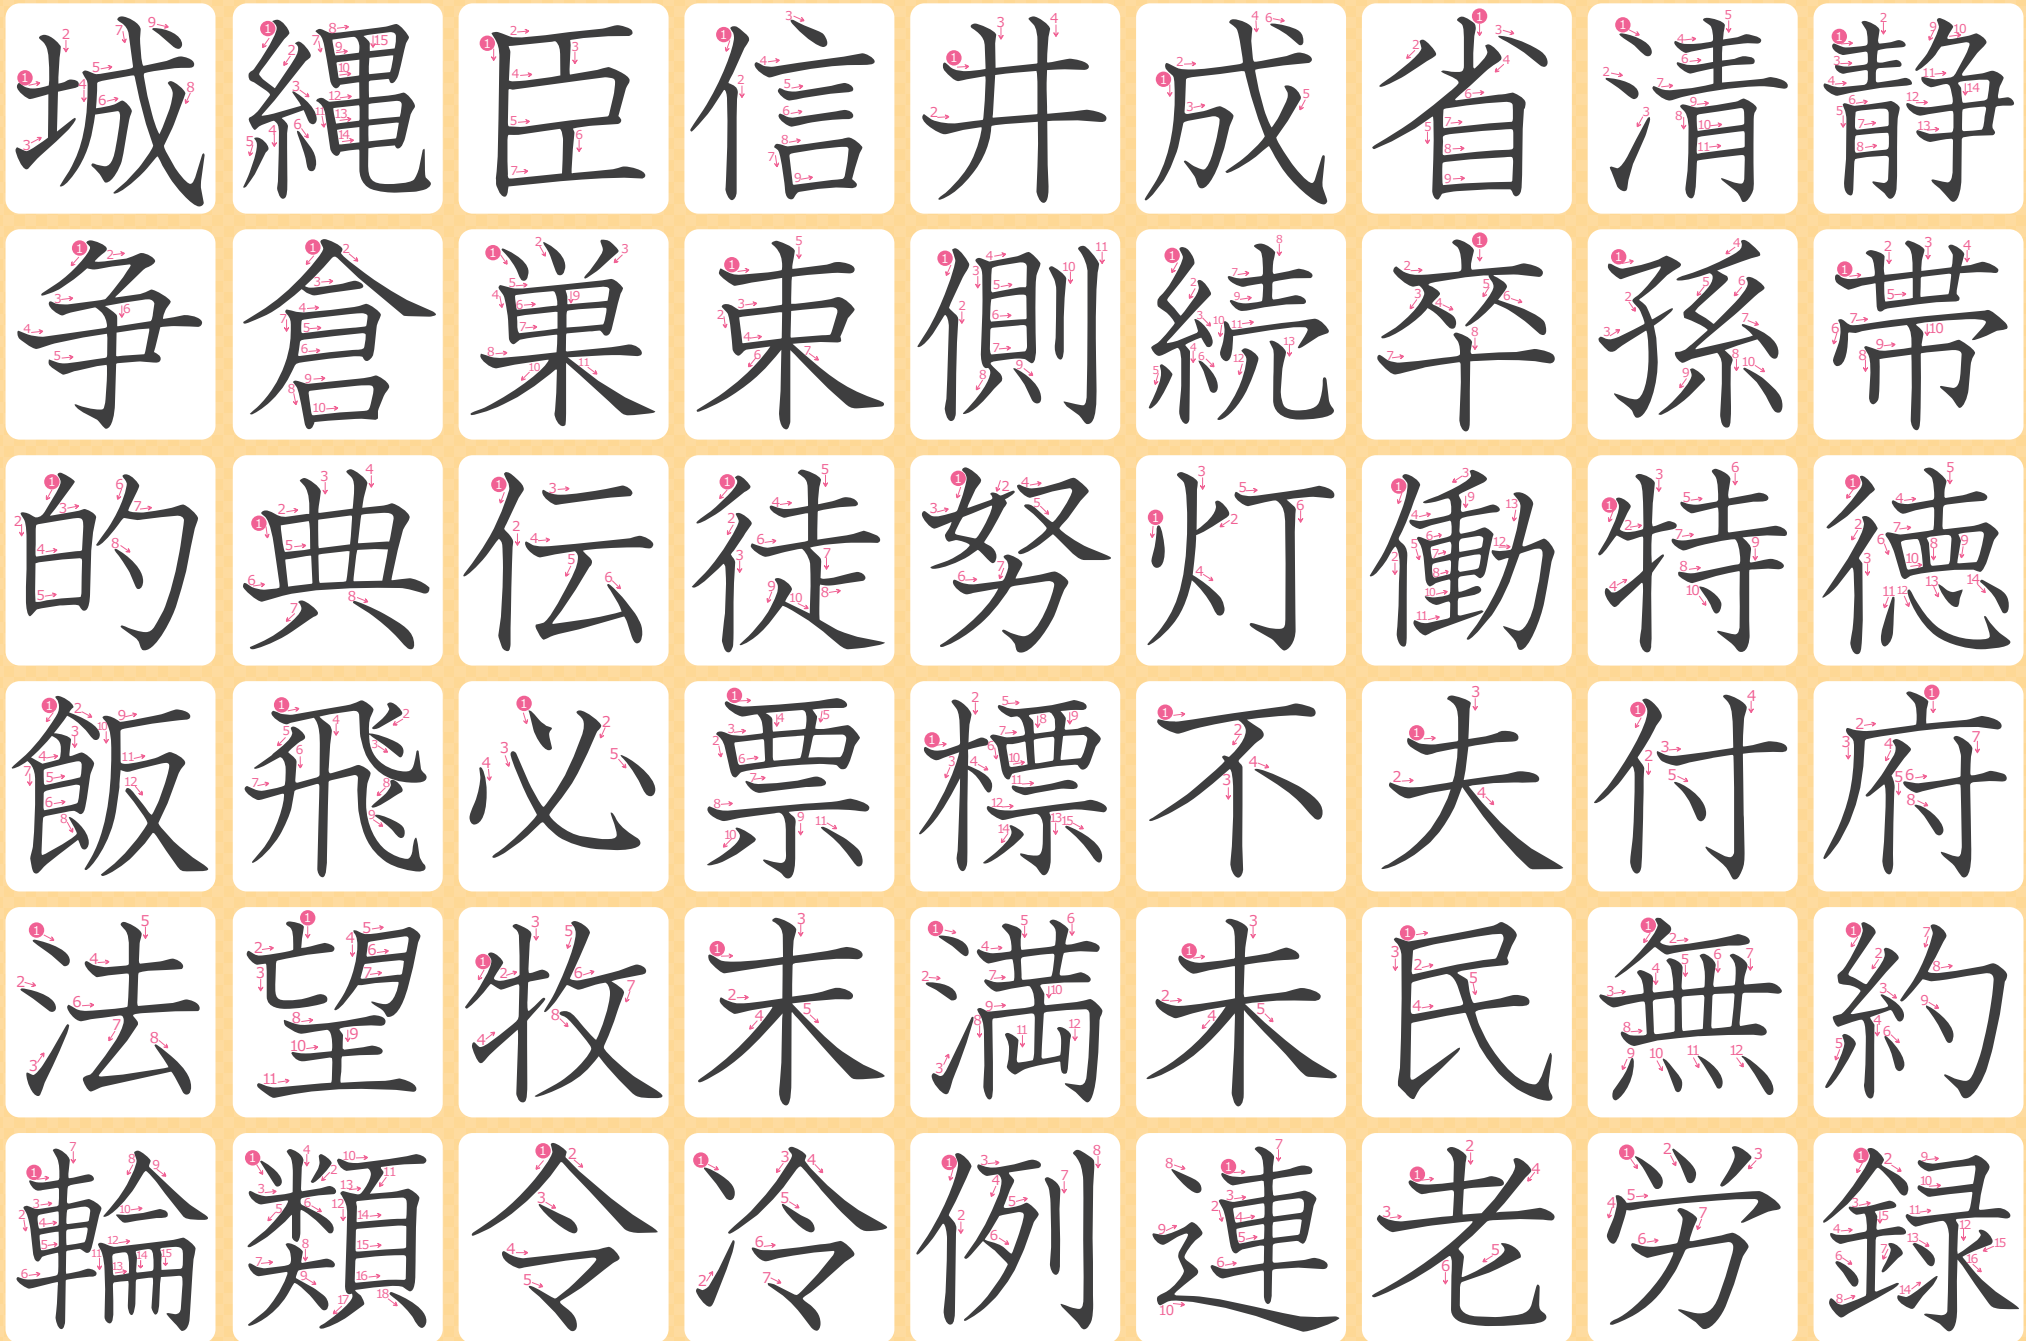 城縄臣信井成省清静
争倉巣束側続卒孫帯
的典伝徒努灯働特徳
飯飛必票標不夫付府
法望牧末満未民無約
輪類令冷例連老労録